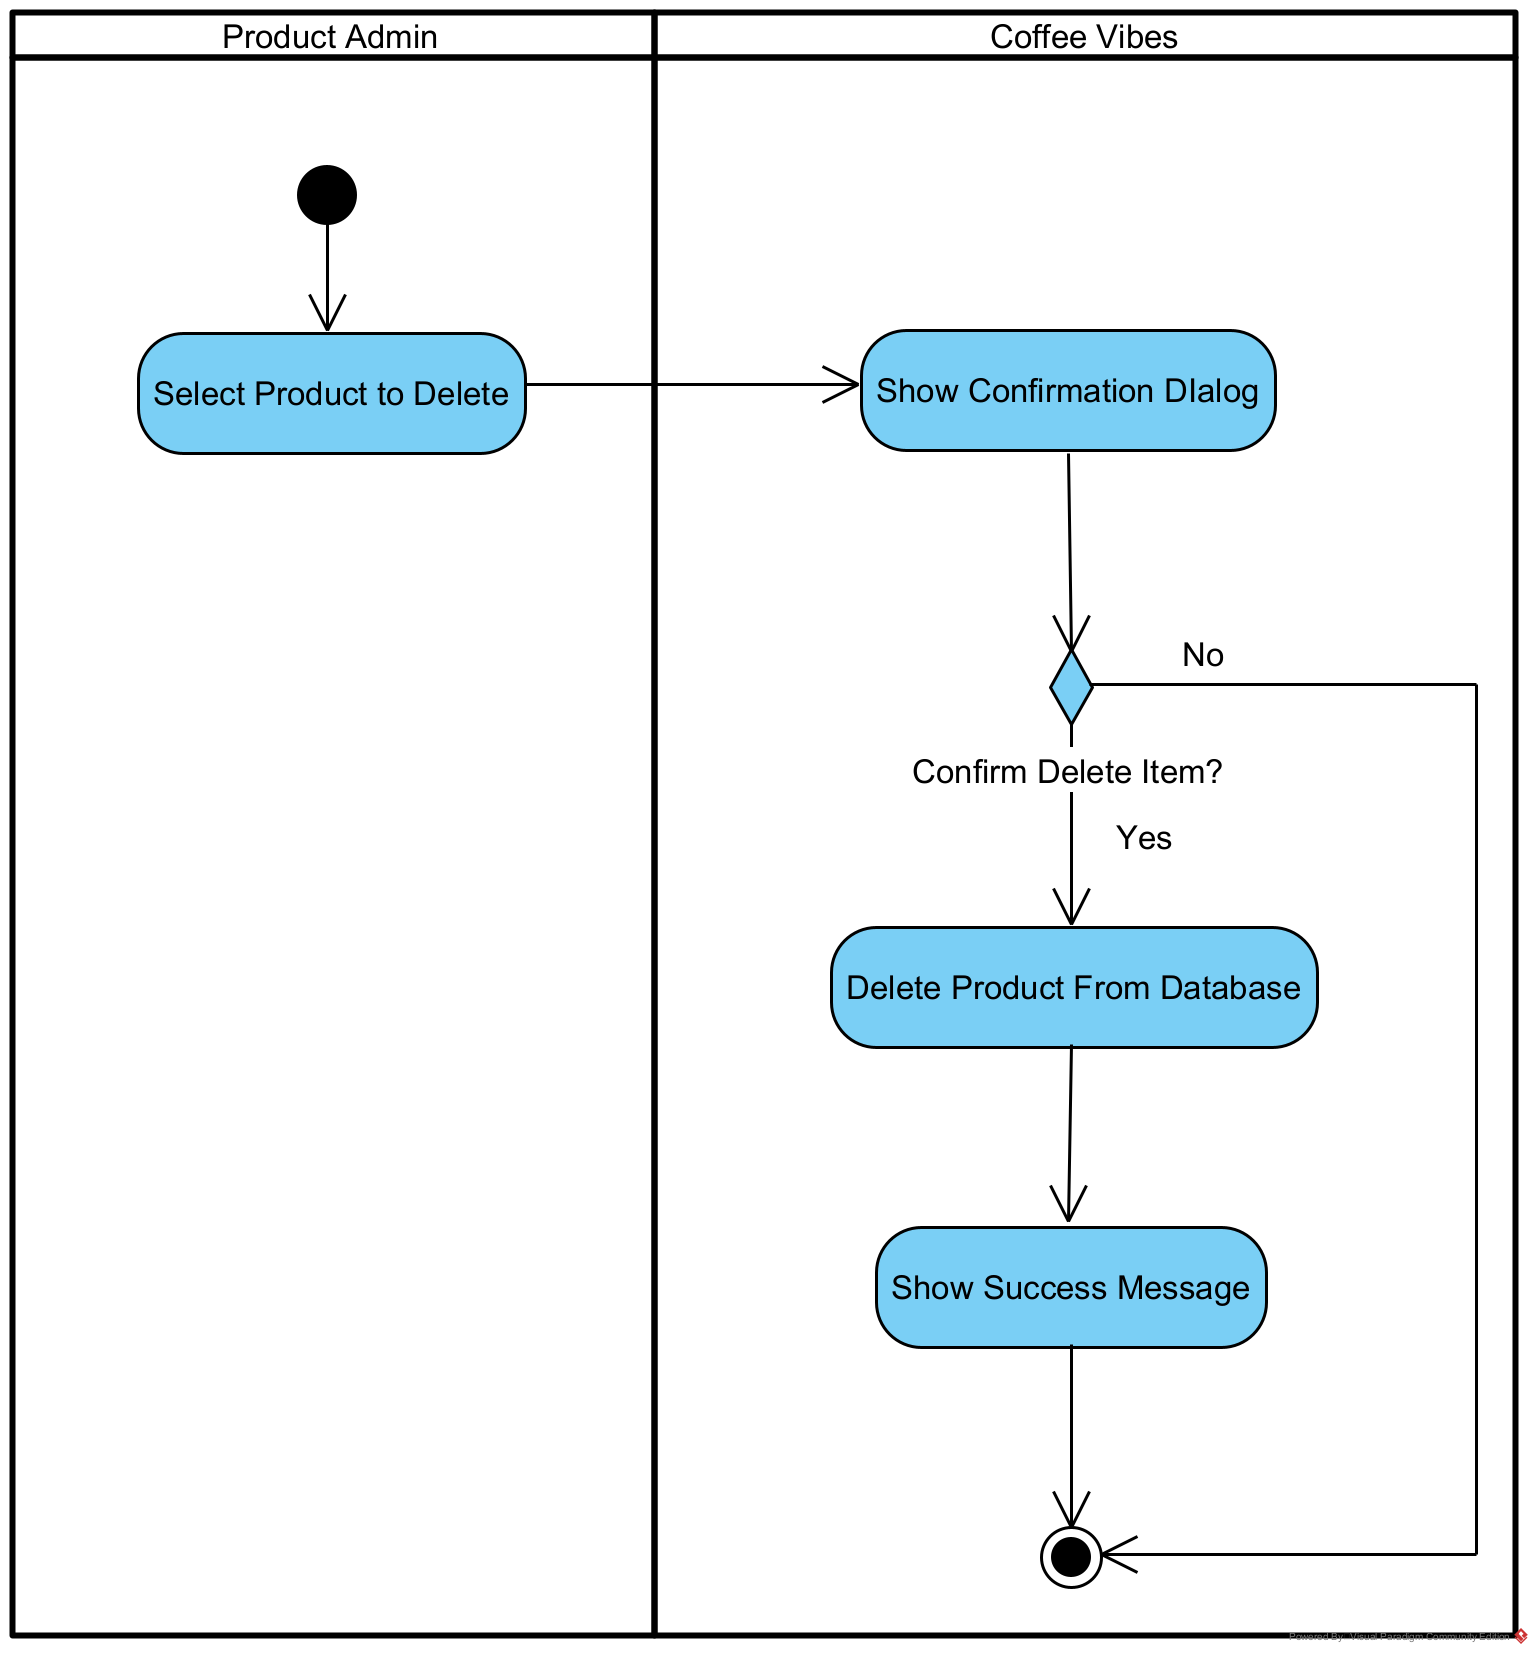 Product Admin
Coffee Vibes
Select Product to Delete
Show Confirmation DIalog
No
Confirm Delete Item?
Yes
Delete Product From Database
Show Success Message
Powered By Visual Paradigm Community Edition